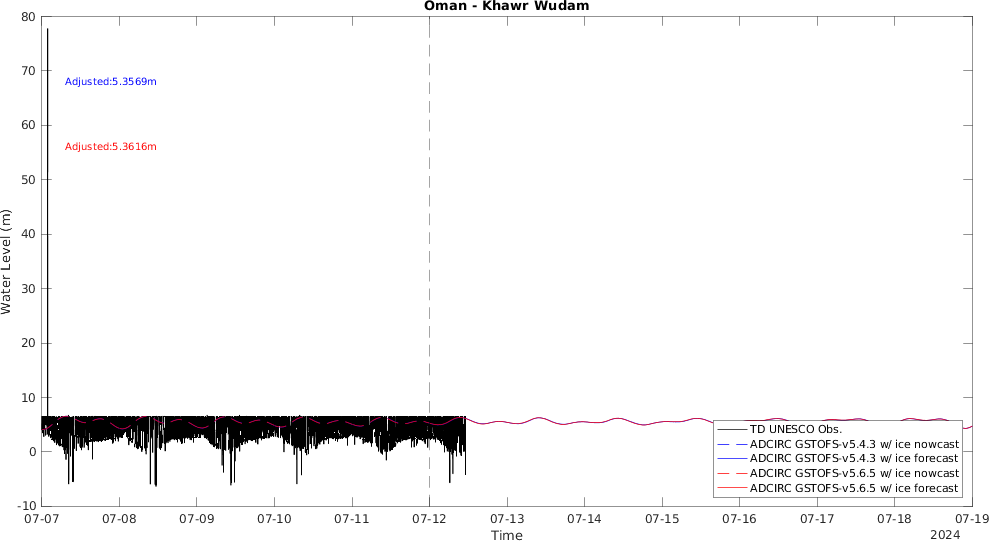 Oman - Khawr Wudam
80
70
60
50
40
30
20
10
0
-10
Water Level (m)
Adjusted:5.3569m
Adjusted:5.3616m
TD UNESCO Obs.
ADCIRC GSTOFS-v5.4.3 w/ ice nowcast
ADCIRC GSTOFS-v5.4.3 w/ ice forecast
ADCIRC GSTOFS-v5.6.5 w/ ice nowcast
ADCIRC GSTOFS-v5.6.5 w/ ice forecast
07-07 07-08 07-09 07-10 07-11 07-12 07-13 07-14 07-15 07-16 07-17 07-18 07-19
Time
2024